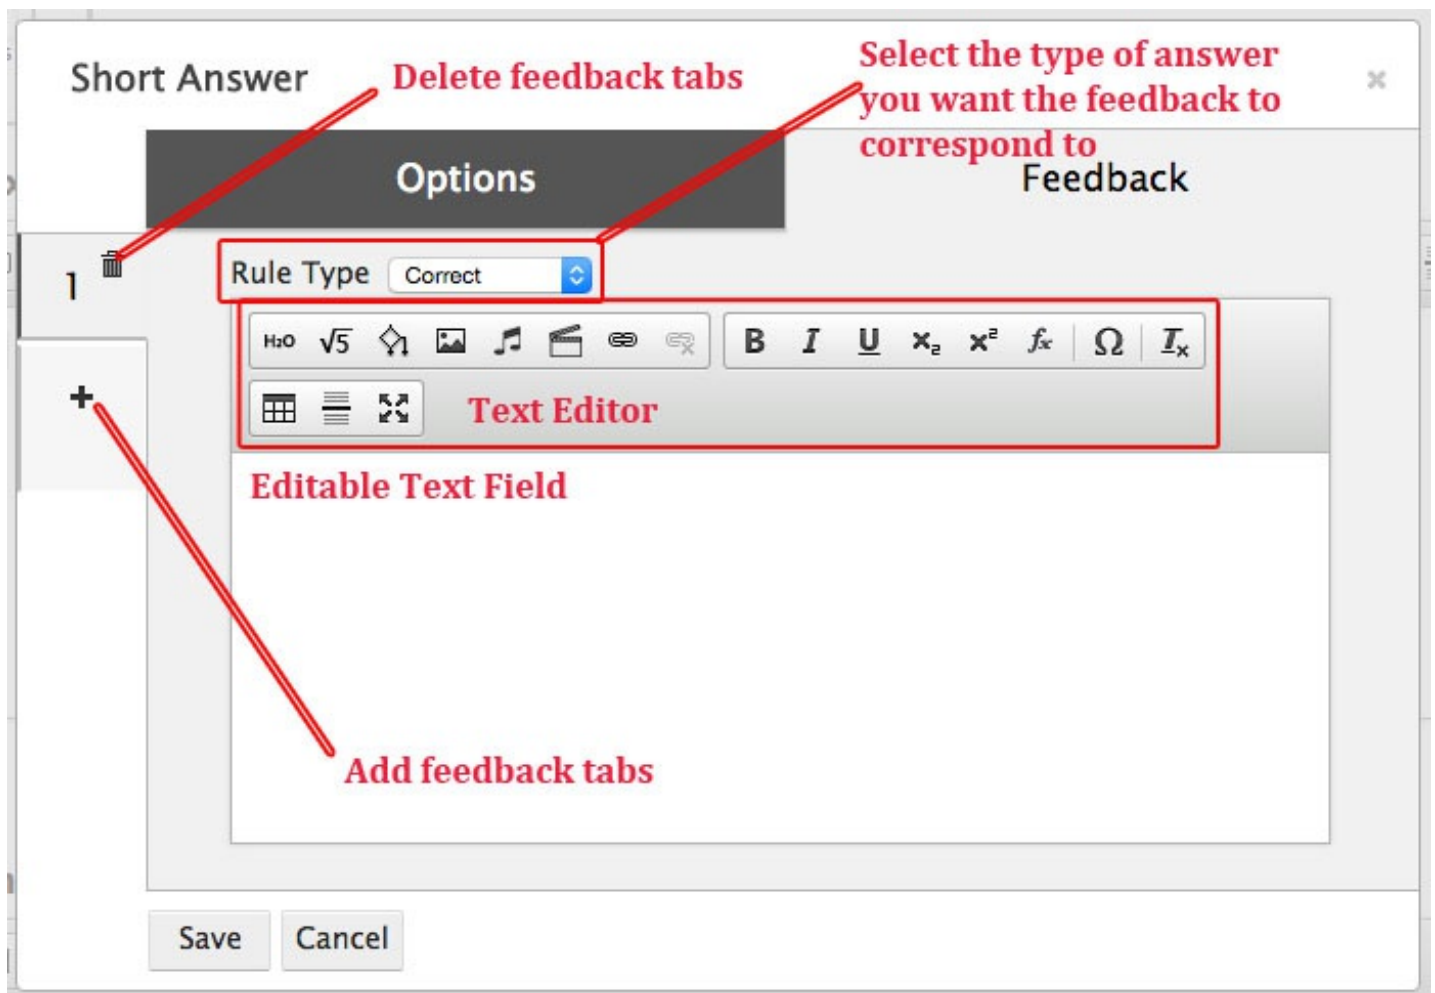 Short Answer
Delete feedback tabs
Select the type of answer
you want the feedback to
correspond to
Options
Feedback
1
Rule Type Correct
H₂O √5 B I U x₂ x² fx Ω Ix
Text Editor
Editable Text Field
Add feedback tabs
Save Cancel